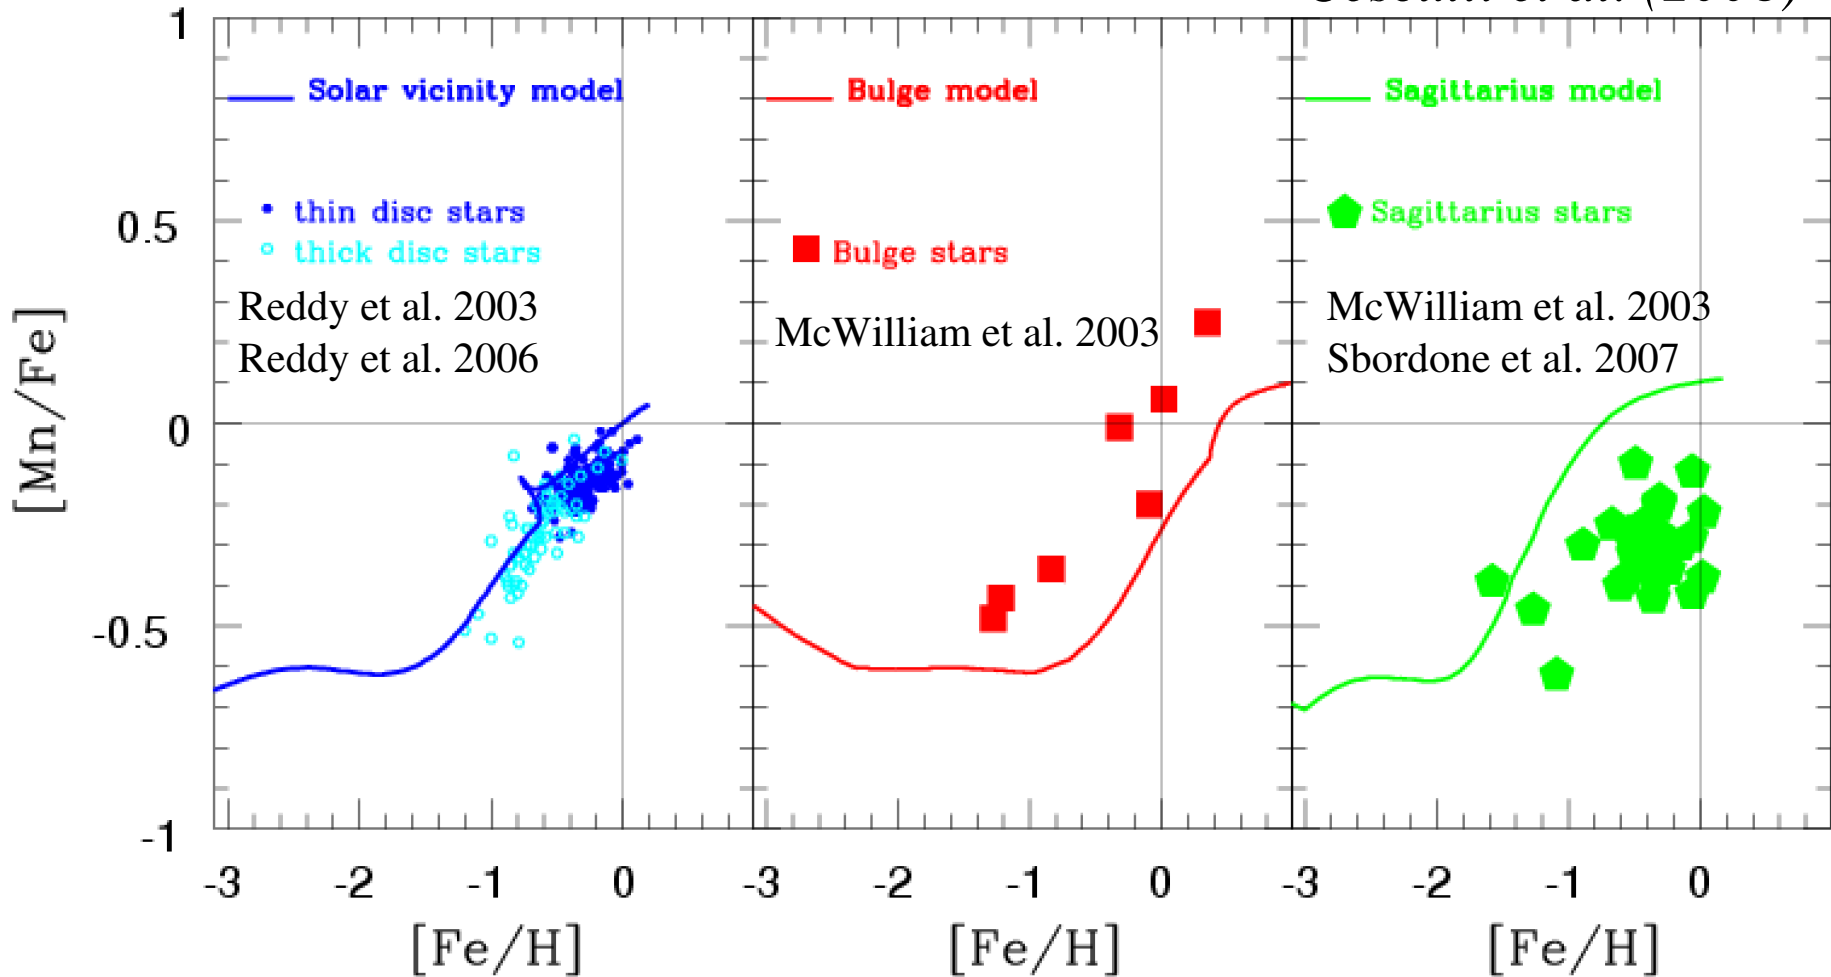 et al.
1
0.5
0
-0.5
-1
[Mn/Fe]
Solar vicinity model
thin disc stars
thick disc stars
Reddy et al. 2003
Reddy et al. 2006
-3 -2 -1 0
[Fe/H]
Bulge model
Bulge stars
McWilliam et al. 2003
-3 -2 -1 0
[Fe/H]
Sagittarius model
Sagittarius stars
McWilliam et al. 2003
Sbordone et al. 2007
-3 -2 -1 0
[Fe/H]